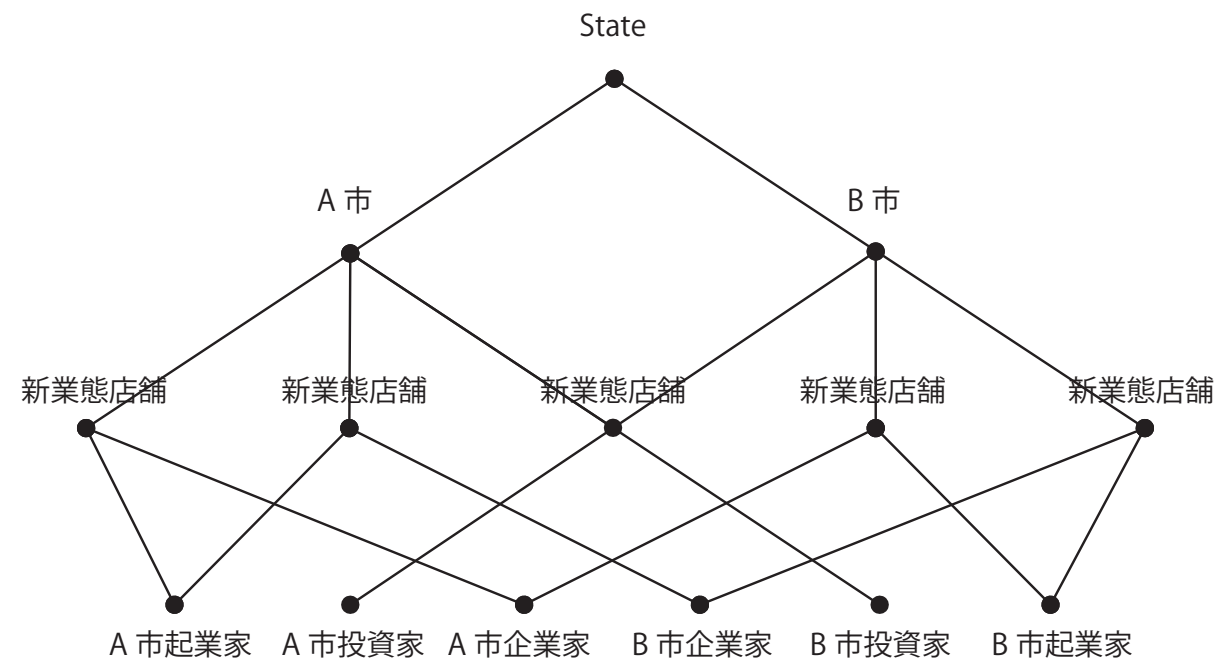 State
A 市
B 市
新業態店舗
新業態店舗
新業態店舗
新業態店舗
新業態店舗
A 市起業家
A 市投資家
A 市企業家
B 市企業家
B 市投資家
B 市起業家